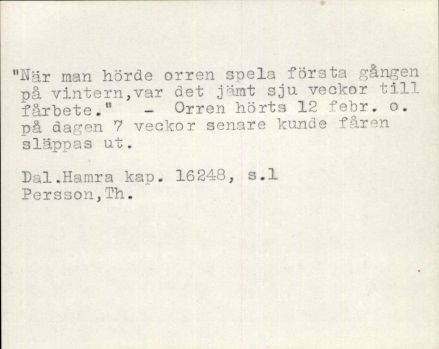 "När man hörde orren spela första gången
på vintern,var det jämt sju veckor till
fårbete."  -  Orren hörts 12 febr. o.
på dagen 7 veckor senare kunde fåren
släppas ut.

Dal.Hamra kap. 16248, s.1
Persson,Th.